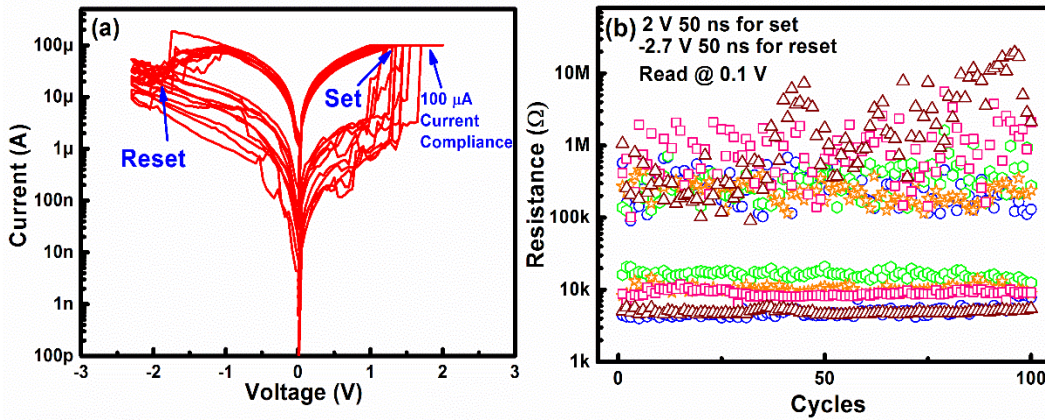 (a)
100μ
10μ
1μ
100n
10n
1n
100p
Current (A)
Reset
Set
100 μA
Current
Compliance
-3
-2
-1
0
1
2
3
Voltage (V)
(b)
2 V 50 ns for set
-2.7 V 50 ns for reset
Read @ 0.1 V
10M
1M
100k
10k
1k
Resistance (Ω)
0
50
100
Cycles